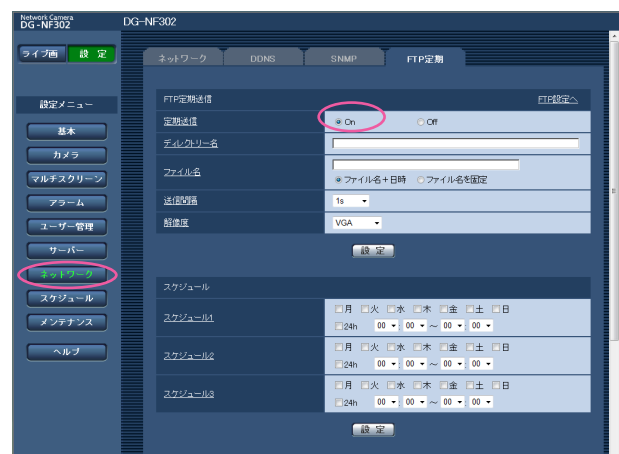 Network Camera
DG-NF302
DG-NF302
ライブ画 設 定
ネットワーク DDNS SNMP FTP定期
設定メニュー
基本
カメラ
マルチスクリーン
アラーム
ユーザー管理
サーバー
ネットワーク
スケジュール
メンテナンス
ヘルプ
FTP定期送信 FTP設定へ
定期送信 On Off
ディレクトリー名
ファイル名
ファイル名+日時 ファイル名を固定
送信間隔 1s
解像度 VGA
設 定
スケジュール
スケジュール1
月 火 水 木 金 土 日
24h 00 : 00 ~ 00 : 00
スケジュール2
月 火 水 木 金 土 日
24h 00 : 00 ~ 00 : 00
スケジュール3
月 火 水 木 金 土 日
24h 00 : 00 ~ 00 : 00
設 定